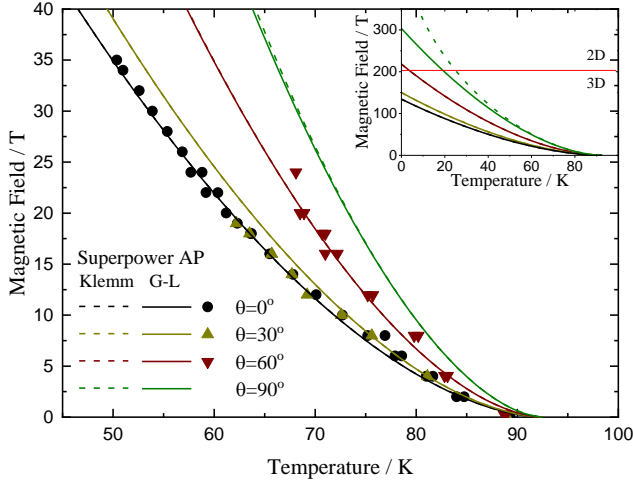 40
35
30
25
20
15
10
5
0
Magnetic Field / T
50
60
70
80
90
100
Temperature / K
Superpower AP
Klemm G-L
θ=0°
θ=30°
θ=60°
θ=90°
300
200
100
0
Magnetic Field / T
2D
3D
0 20 40 60 80
Temperature / K